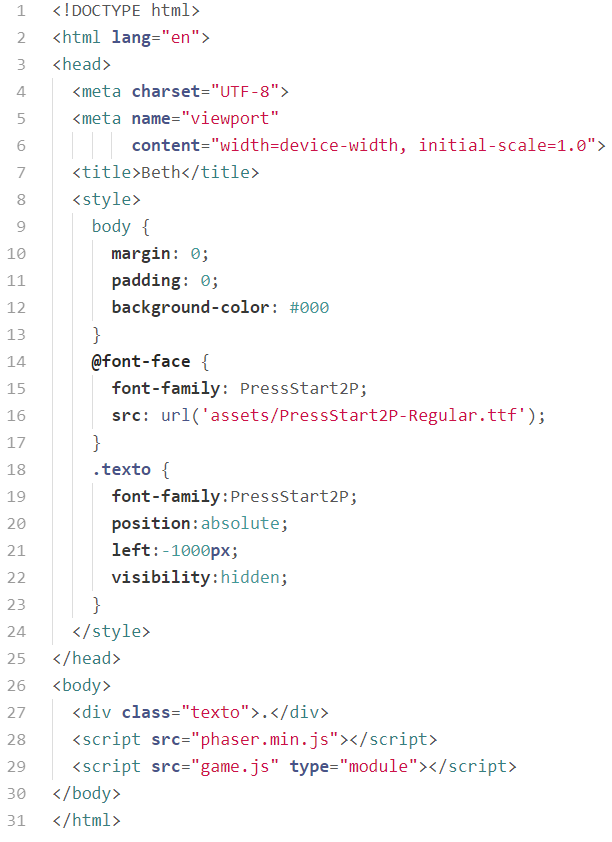 1 <!DOCTYPE html>
2 <html lang="en">
3 <head>
4 <meta charset="UTF-8">
5 <meta name="viewport"
6 content="width=device-width, initial-scale=1.0">
7 <title>Beth</title>
8 <style>
9 body {
10 margin: 0;
11 padding: 0;
12 background-color: #000
13 }
14 @font-face {
15 font-family: PressStart2P;
16 src: url('assets/PressStart2P-Regular.ttf');
17 }
18 .texto {
19 font-family:PressStart2P;
20 position:absolute;
21 left:-1000px;
22 visibility:hidden;
23 }
24 </style>
25 </head>
26 <body>
27 <div class="texto">.</div>
28 <script src="phaser.min.js"></script>
29 <script src="game.js" type="module"></script>
30 </body>
31 </html>